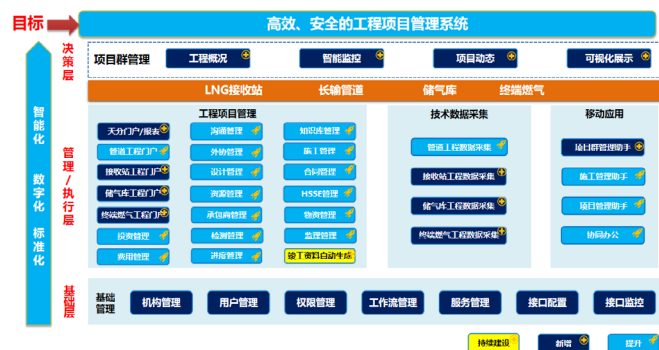 目标
高效、安全的工程项目管理系统
决策层
项目群管理
工程概况
智能监控
项目动态
可视化展示
LNG接收站
长输管道
储气库
终端燃气
智能化 数字化 标准化
管理/执行层
工程项目管理
技术数据采集
移动应用
天分门户/报表
沟通管理
知识库管理
管道工程门户
外协管理
施工管理
接收站工程门户
设计管理
合同管理
储气库工程门户
资源管理
HSSE管理
终端燃气工程门户
承包商管理
物资管理
投资管理
检测管理
监理管理
费用管理
进度管理
竣工资料自动生成
管道工程数据采集
接收站工程数据采集
储气库工程数据采集
终端燃气工程数据采集
项目群管理助手
施工管理助手
项目管理助手
协同办公
基础层
基础管理
机构管理
用户管理
权限管理
工作流管理
服务管理
接口配置
接口监控
持续建设
新增
提升